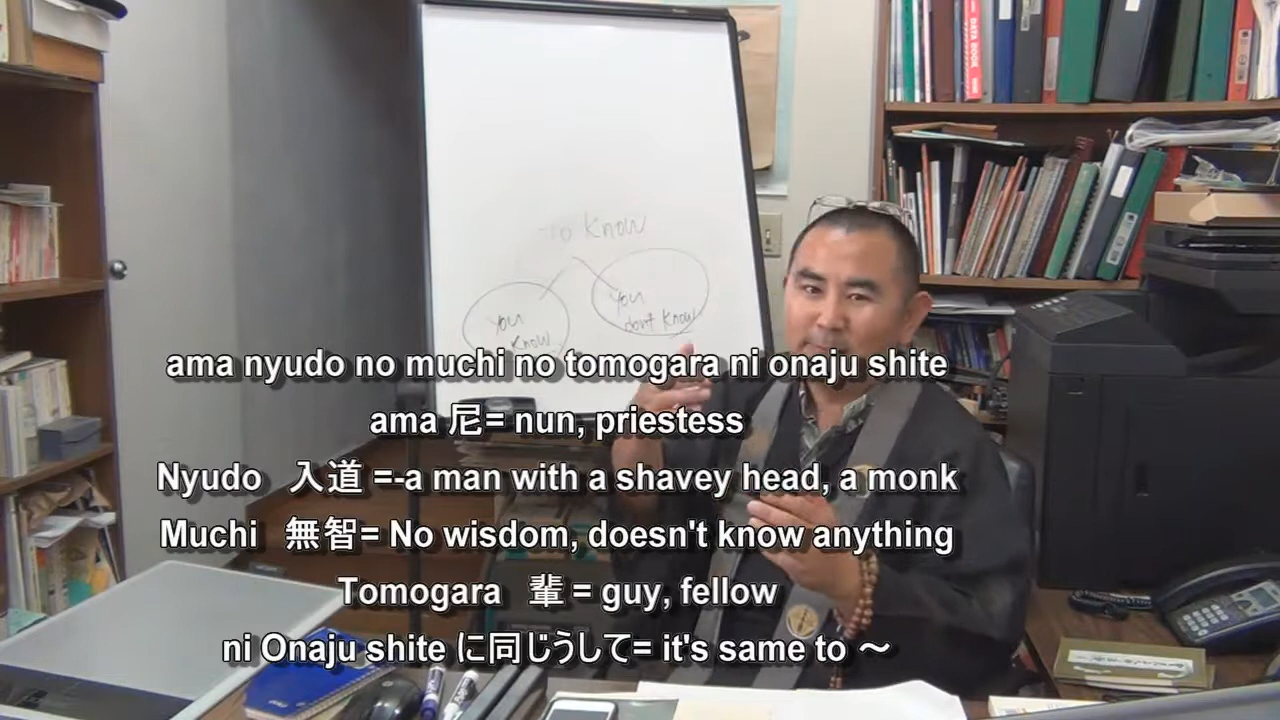 DATA BOOK
to Know
you
Know
you
don't Know
ama nyudo no muchi no tomogara ni onaju shite
ama 尼= nun, priestess
Nyudo 入道 =-a man with a shavey head, a monk
Muchi 無智= No wisdom, doesn't know anything
Tomogara 輩 = guy, fellow
ni Onaju shite に同じうして= it's same to ～